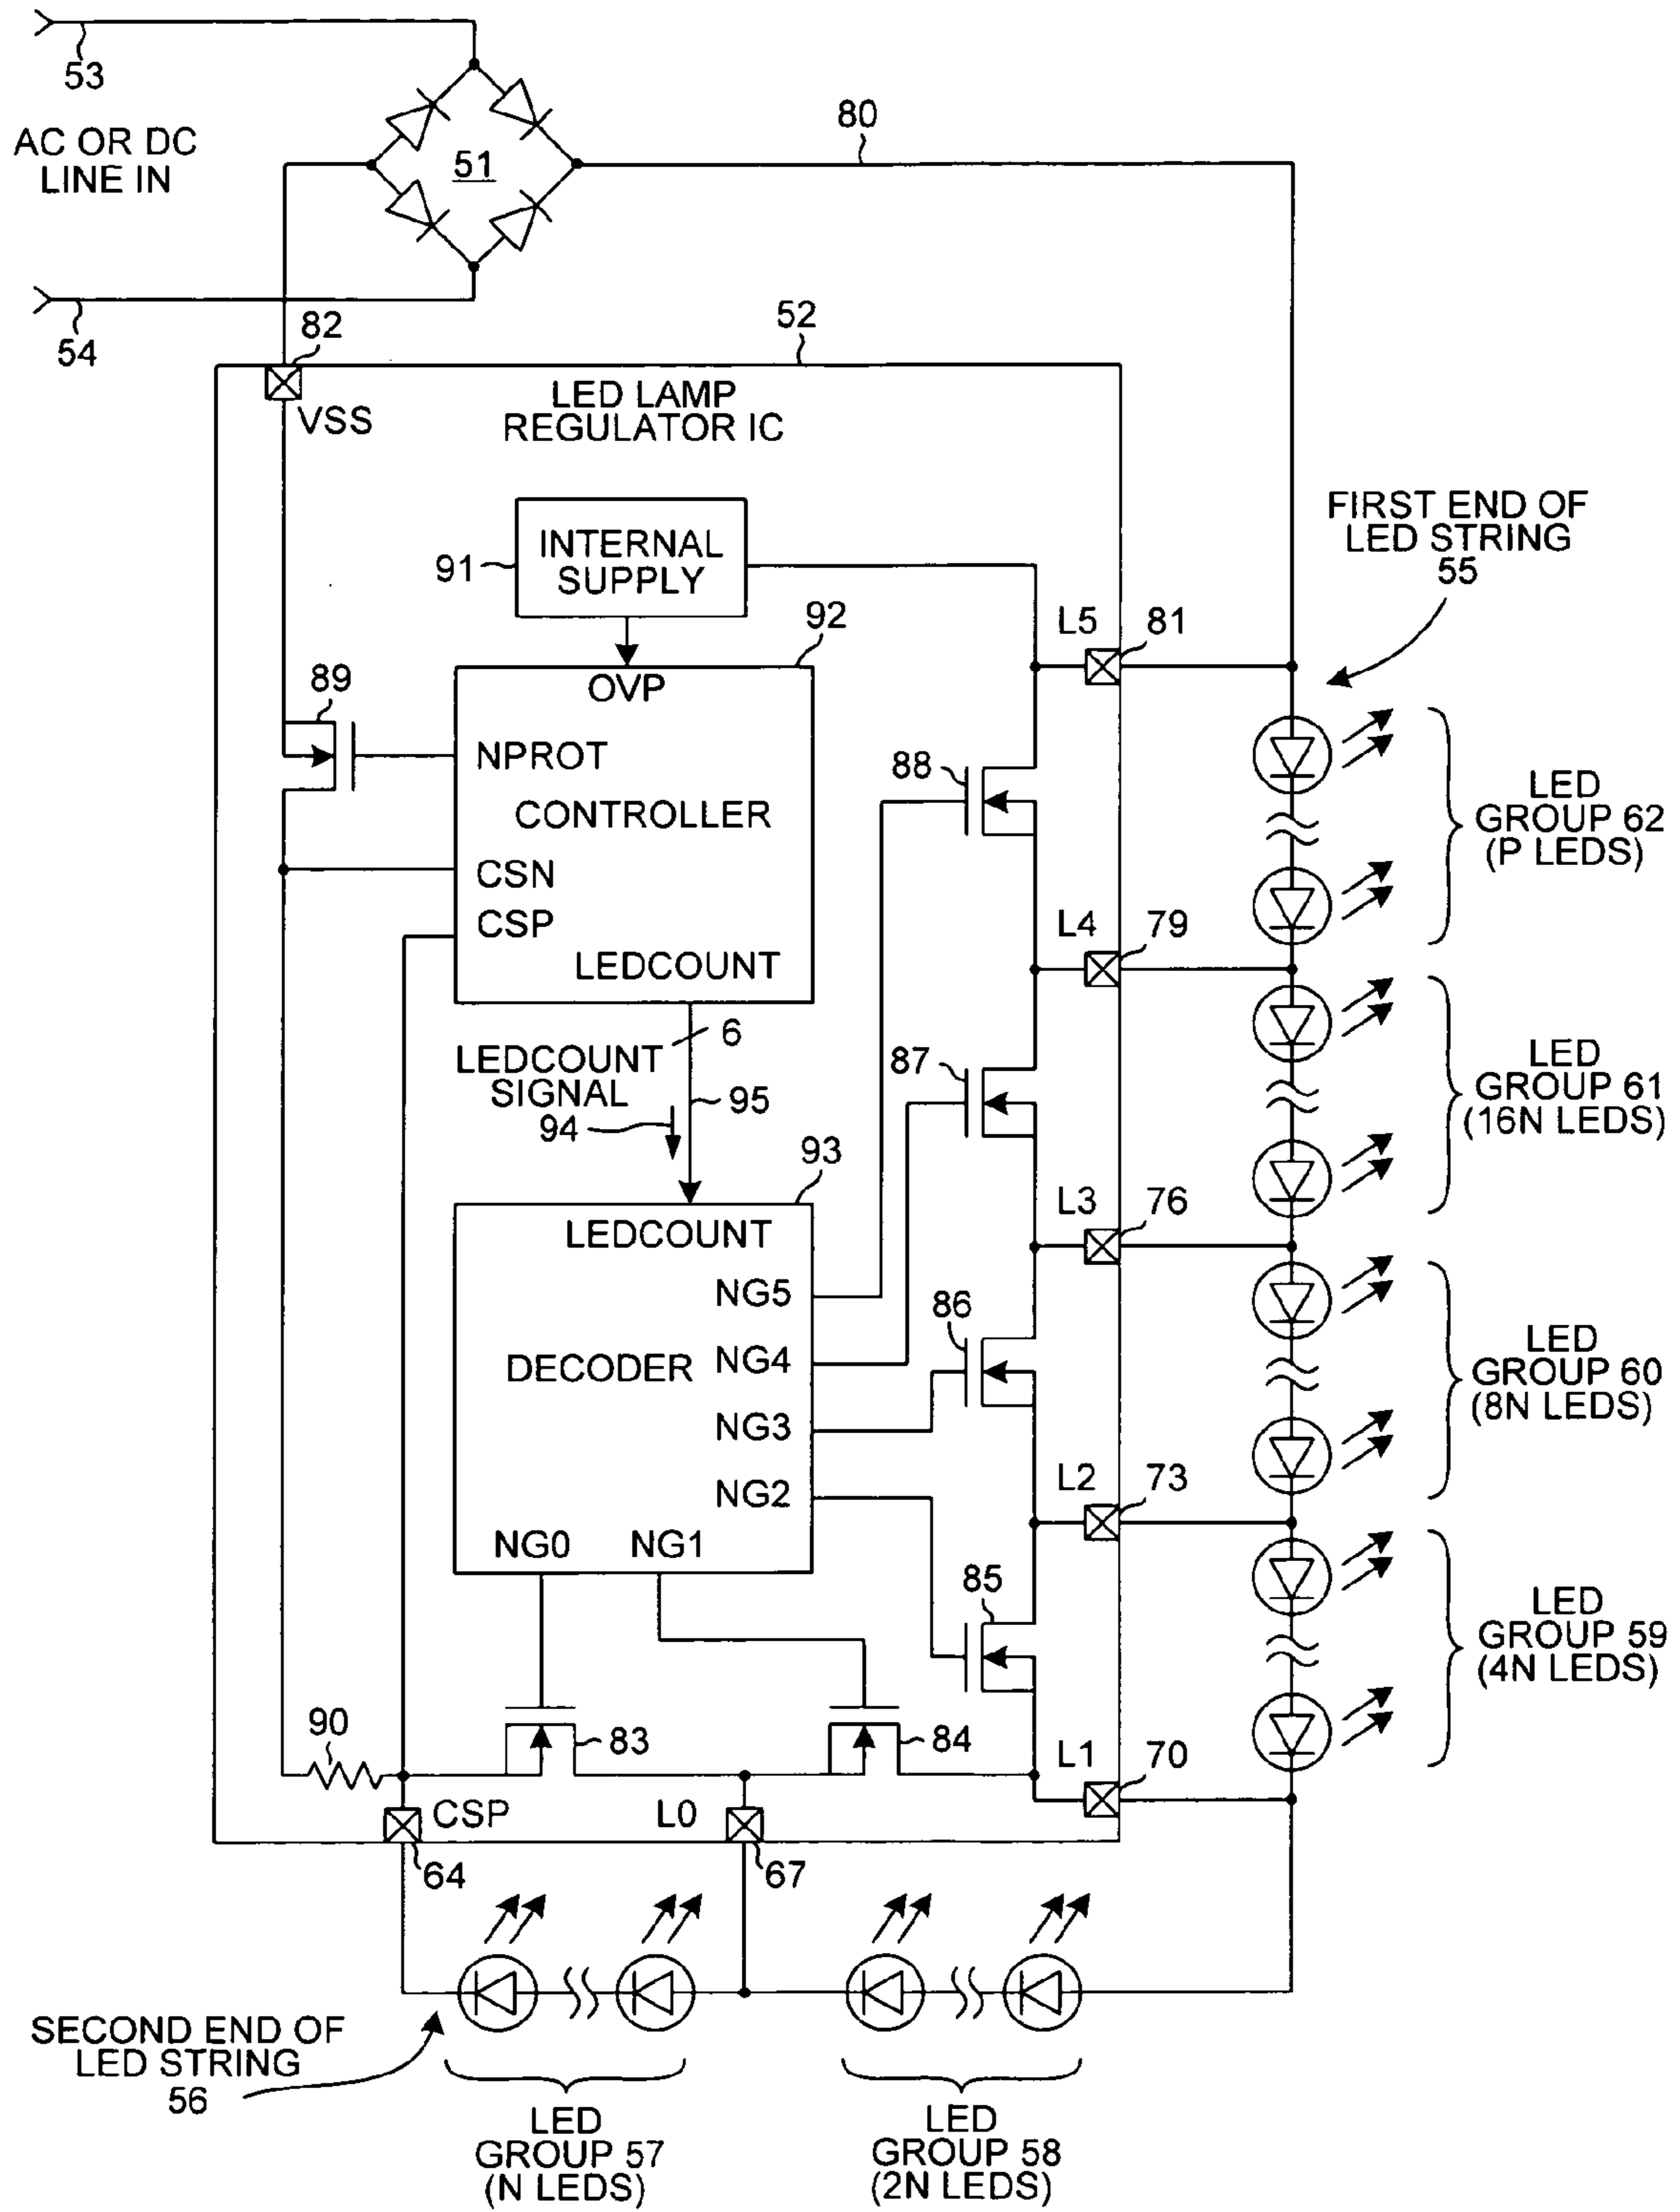 53
AC OR DC
LINE IN
51
80
54
82
52
VSS
LED LAMP
REGULATOR IC
FIRST END OF
LED STRING
55
91
INTERNAL
SUPPLY
92
L5
81
OVP
89
NPROT
CONTROLLER
CSN
CSP
LEDCOUNT
88
LED
GROUP 62
(P LEDS)
L4
79
6
LEDCOUNT
SIGNAL
94
95
87
LED
GROUP 61
(16N LEDS)
93
L3
76
LEDCOUNT
NG5
DECODER
NG4
NG3
NG2
NG0
NG1
86
LED
GROUP 60
(8N LEDS)
L2
73
85
LED
GROUP 59
(4N LEDS)
90
83
84
L1
70
CSP
L0
64
67
SECOND END OF
LED STRING
56
LED
GROUP 57
(N LEDS)
LED
GROUP 58
(2N LEDS)